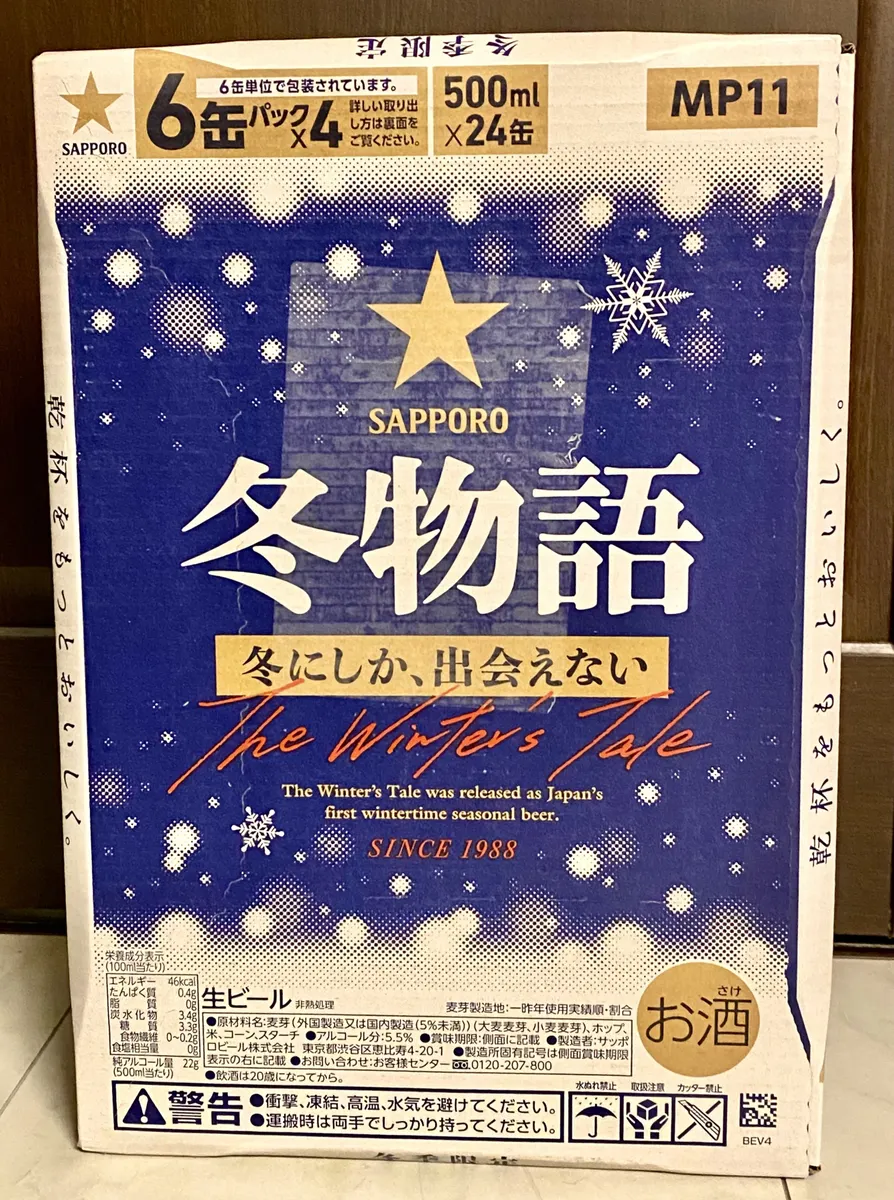 冬季限定
SAPPORO
6缶パック×4
6缶単位で包装されています。
詳しい取り出
し方は裏面を
ご覧ください。
500ml
×24缶
MP11
乾杯をもっとおいしく。
SAPPORO
冬物語
冬にしか、出会えない
The Winter's Tale
The Winter's Tale was released as Japan's
first wintertime seasonal beer.
SINCE 1988
乾杯をもっとおいしく。
栄養成分表示
(100ml当たり)
エネルギー 46kcal
たんぱく質 0.4g
脂質 0g
炭水化物 3.4g
糖質 3.3g
食物繊維 0~0.2g
食塩相当量 0g
純アルコール量 22g
(500ml当たり)
生ビール 非熱処理
麦芽製造地:一昨年使用実績順・割合
●原材料名:麦芽(外国製造又は国内製造(5%未満))(大麦麦芽、小麦麦芽)、ホップ、
米、コーン、スターチ ●アルコール分:5.5% ●賞味期限:側面に記載 ●製造者:サッポ
ロビール株式会社 東京都渋谷区恵比寿4-20-1 ●製造所固有記号は側面賞味期限
表示の右に記載 ●お問い合わせ:お客様センター 0120-207-800
●飲酒は20歳になってから。
さけ
お酒
警告
●衝撃、凍結、高温、水気を避けてください。
●運搬時は両手でしっかり持ってください。
水ぬれ禁止
取扱注意
カッター禁止
BEV4
冬季限定